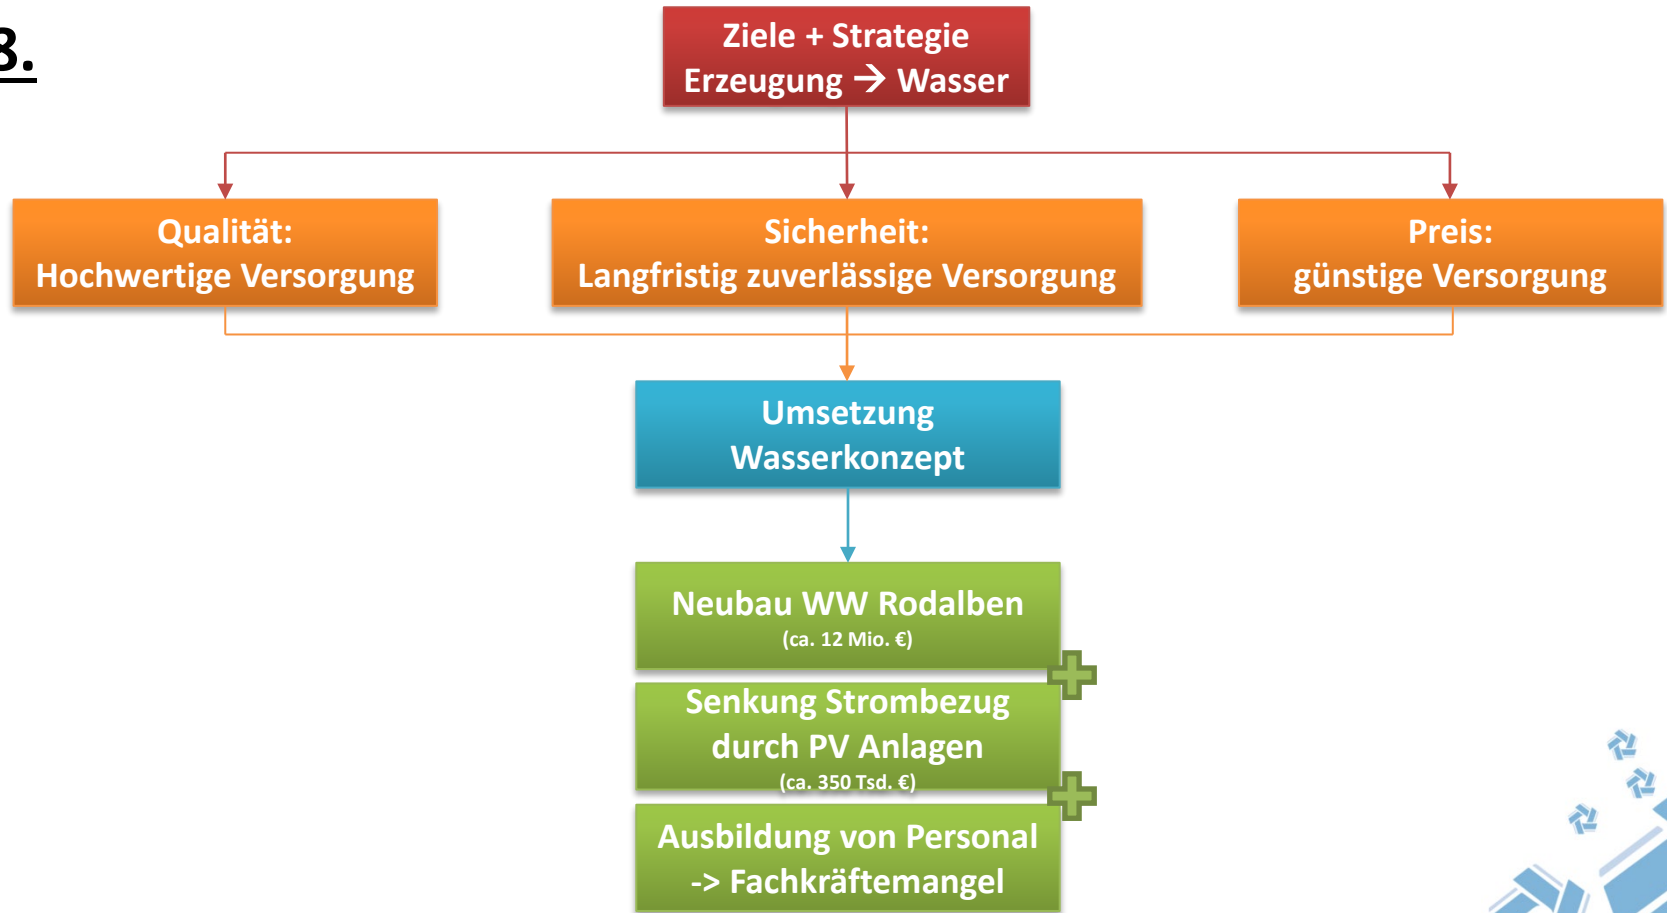 8.
Ziele + Strategie
Erzeugung → Wasser
Qualität:
Hochwertige Versorgung
Sicherheit:
Langfristig zuverlässige Versorgung
Preis:
günstige Versorgung
Umsetzung
Wasserkonzept
Neubau WW Rodalben
(ca. 12 Mio. €)
Senkung Strombezug
durch PV Anlagen
(ca. 350 Tsd. €)
Ausbildung von Personal
-> Fachkräftemangel